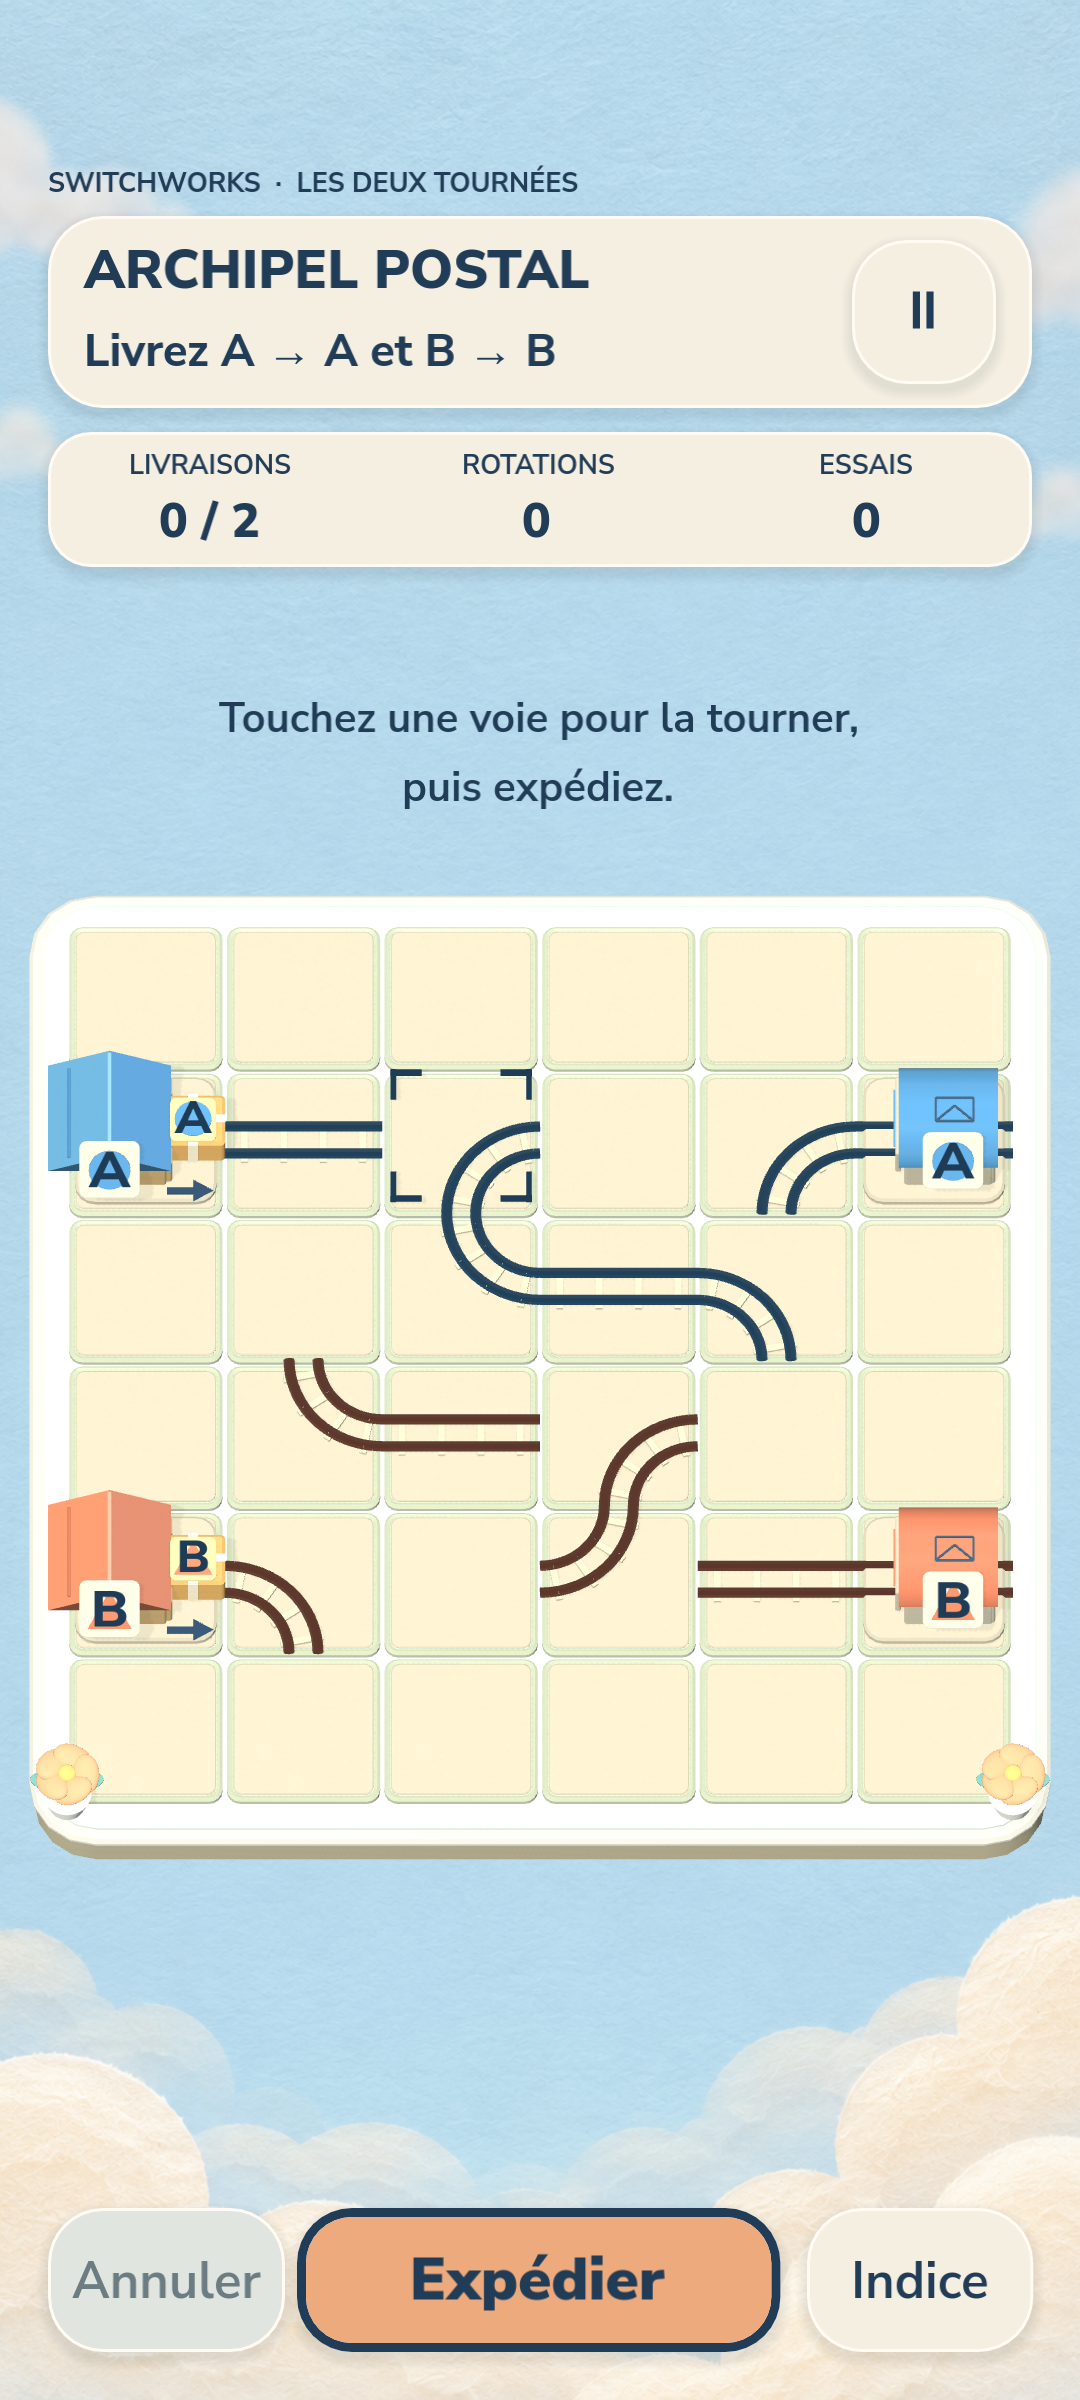 SWITCHWORKS · LES DEUX TOURNÉES
ARCHIPEL POSTAL
Livrez A → A et B → B
LIVRAISONS
ROTATIONS
ESSAIS
0 / 2
0
0
Touchez une voie pour la tourner,
puis expédiez.
A
A
A
B
B
B
Annuler
Expédier
Indice